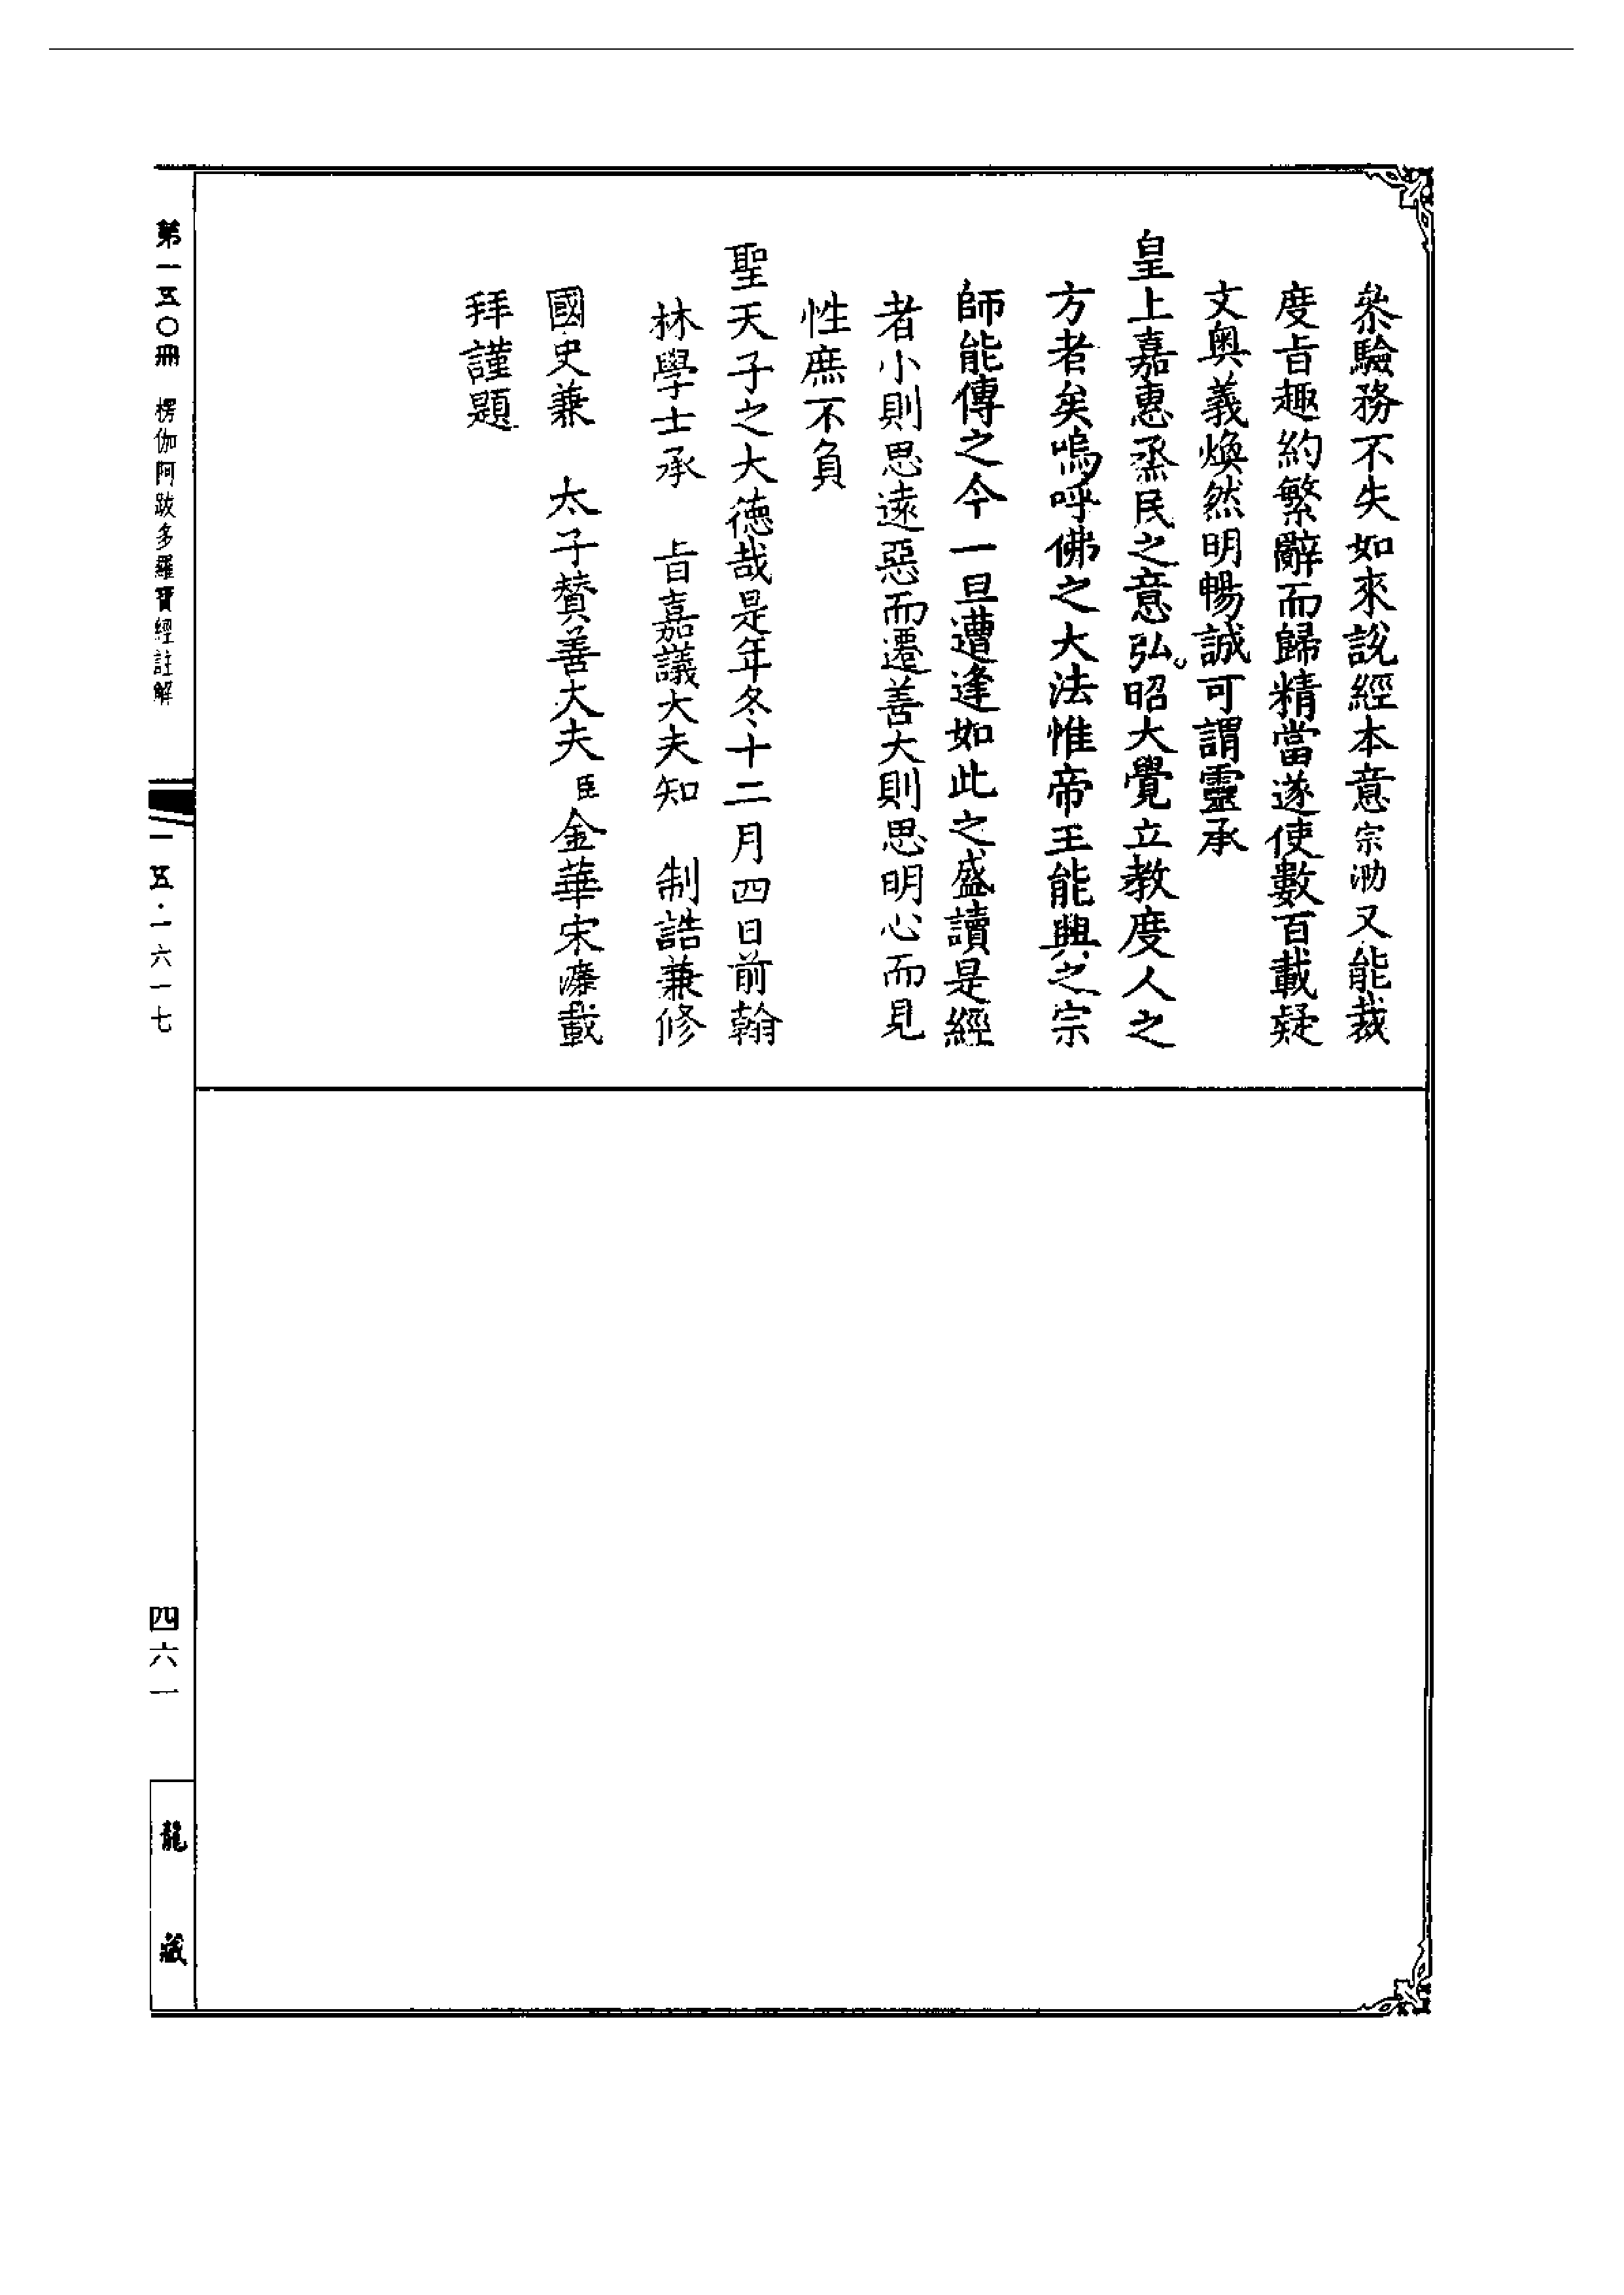 叅驗務不失如來說經本意宗泐又能裁
度㫖趣約繁辭而歸精當遂使數百載疑
文奧義煥然明暢誠可謂靈承
皇上嘉惠烝民之意弘昭大覺立教度人之
方者矣嗚呼佛之大法惟帝王能興之宗
師能傳之今一旦遭逢如此之盛讀是經
者小則思遠惡而遷善大則思明心而見
性庶不負
聖天子之大德哉是年冬十二月四日前翰
林學士承　㫖嘉議大夫知　制誥兼修
國史兼　太子贊善大夫臣金華宋濂載
拜謹題
第一五〇冊　楞伽阿跋多羅寶經註解
一五·一六一七
四六一
龍藏